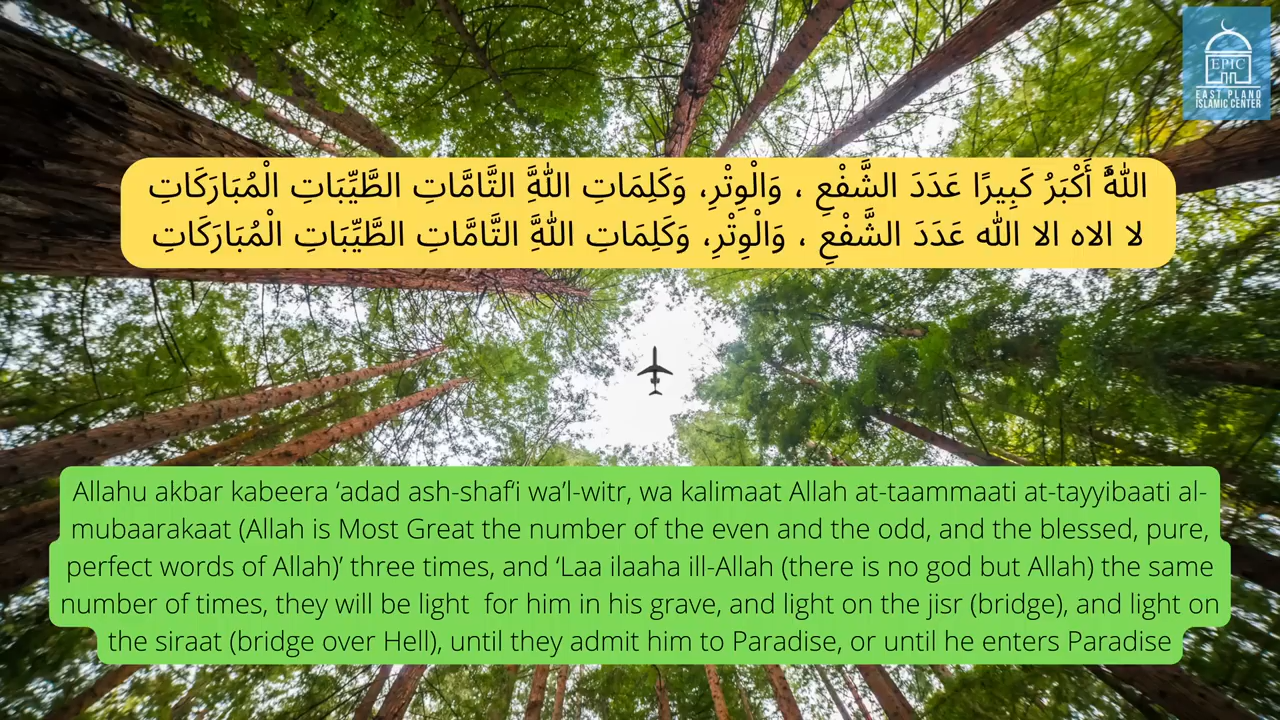 EPIC
EAST PLANO
ISLAMIC CENTER
اللَّهُ أَكْبَرُ كَبِيرًا عَدَدَ الشَّفْعِ ، وَالْوِتْرِ، وَكَلِمَاتِ اللَّهِ التَّامَّاتِ الطَّيِّبَاتِ الْمُبَارَكَاتِ
لا الاه الا الله عَدَدَ الشَّفْعِ ، وَالْوِتْرِ، وَكَلِمَاتِ اللَّهِ التَّامَّاتِ الطَّيِّبَاتِ الْمُبَارَكَاتِ
Allahu akbar kabeera ‘adad ash-shaf‘i wa’l-witr, wa kalimaat Allah at-taammaati at-tayyibaati al-
mubaarakaat (Allah is Most Great the number of the even and the odd, and the blessed, pure,
perfect words of Allah)’ three times, and ‘Laa ilaaha ill-Allah (there is no god but Allah) the same
number of times, they will be light  for him in his grave, and light on the jisr (bridge), and light on
the siraat (bridge over Hell), until they admit him to Paradise, or until he enters Paradise